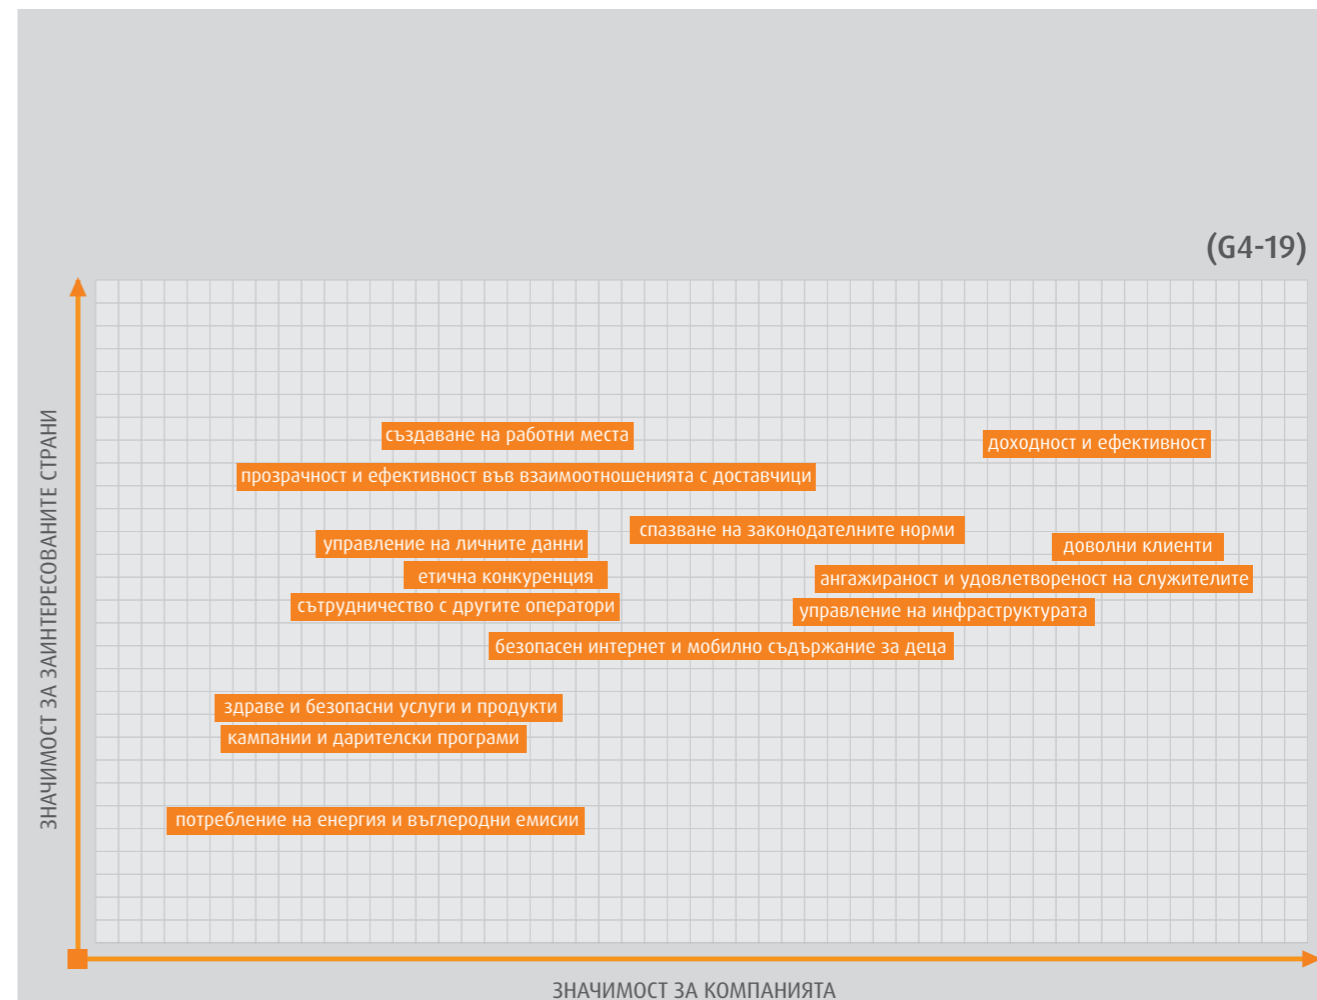 (G4-19)
ЗНАЧИМОСТ ЗА ЗАИНТЕРЕСОВАНИТЕ СТРАНИ
създаване на работни места
доходност и ефективност
прозрачност и ефективност във взаимоотношенията с доставчици
спазване на законодателните норми
управление на личните данни
доволни клиенти
етична конкуренция
ангажираност и удовлетвореност на служителите
сътрудничество с другите оператори
управление на инфраструктурата
безопасен интернет и мобилно съдържание за деца
здраве и безопасни услуги и продукти
кампании и дарителски програми
потребление на енергия и въглеродни емисии
ЗНАЧИМОСТ ЗА КОМПАНИЯТА